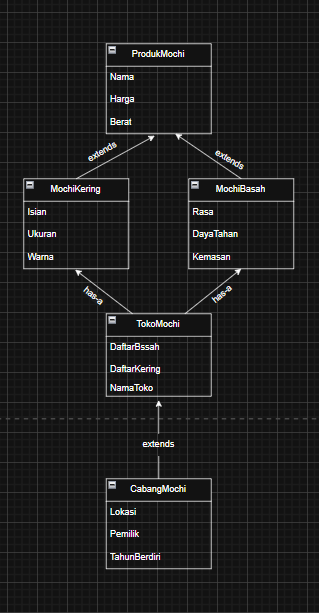 ProdukMochi
Nama
Harga
Berat
extends
extends
MochiKering
Isian
Ukuran
Warna
MochiBasah
Rasa
DayaTahan
Kemasan
has-a
has-a
TokoMochi
DaftarBssah
DaftarKering
NamaToko
extends
CabangMochi
Lokasi
Pemilik
TahunBerdiri